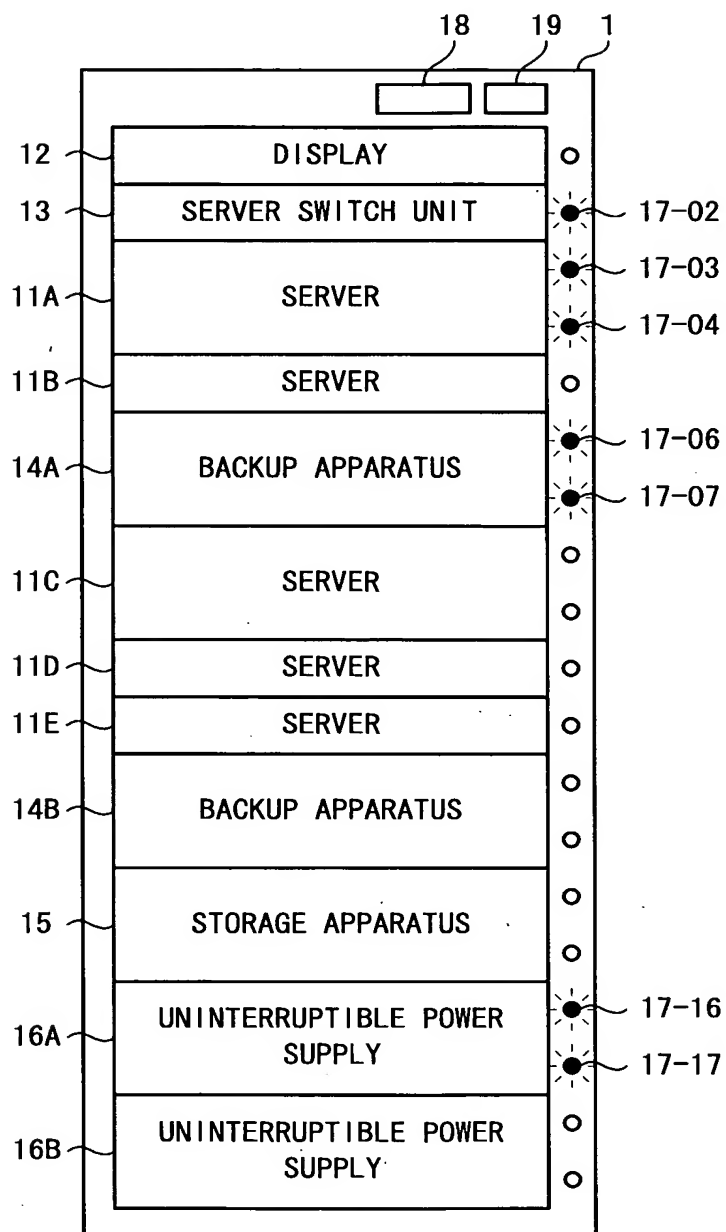 18 19 1
12 DISPLAY
13 SERVER SWITCH UNIT 17-02
17-03
11A SERVER
17-04
11B SERVER
17-06
14A BACKUP APPARATUS
17-07
11C SERVER
11D SERVER
11E SERVER
14B BACKUP APPARATUS
15 STORAGE APPARATUS
UNINTERRUPTIBLE POWER 17-16
16A
SUPPLY 17-17
UNINTERRUPTIBLE POWER
16B
SUPPLY